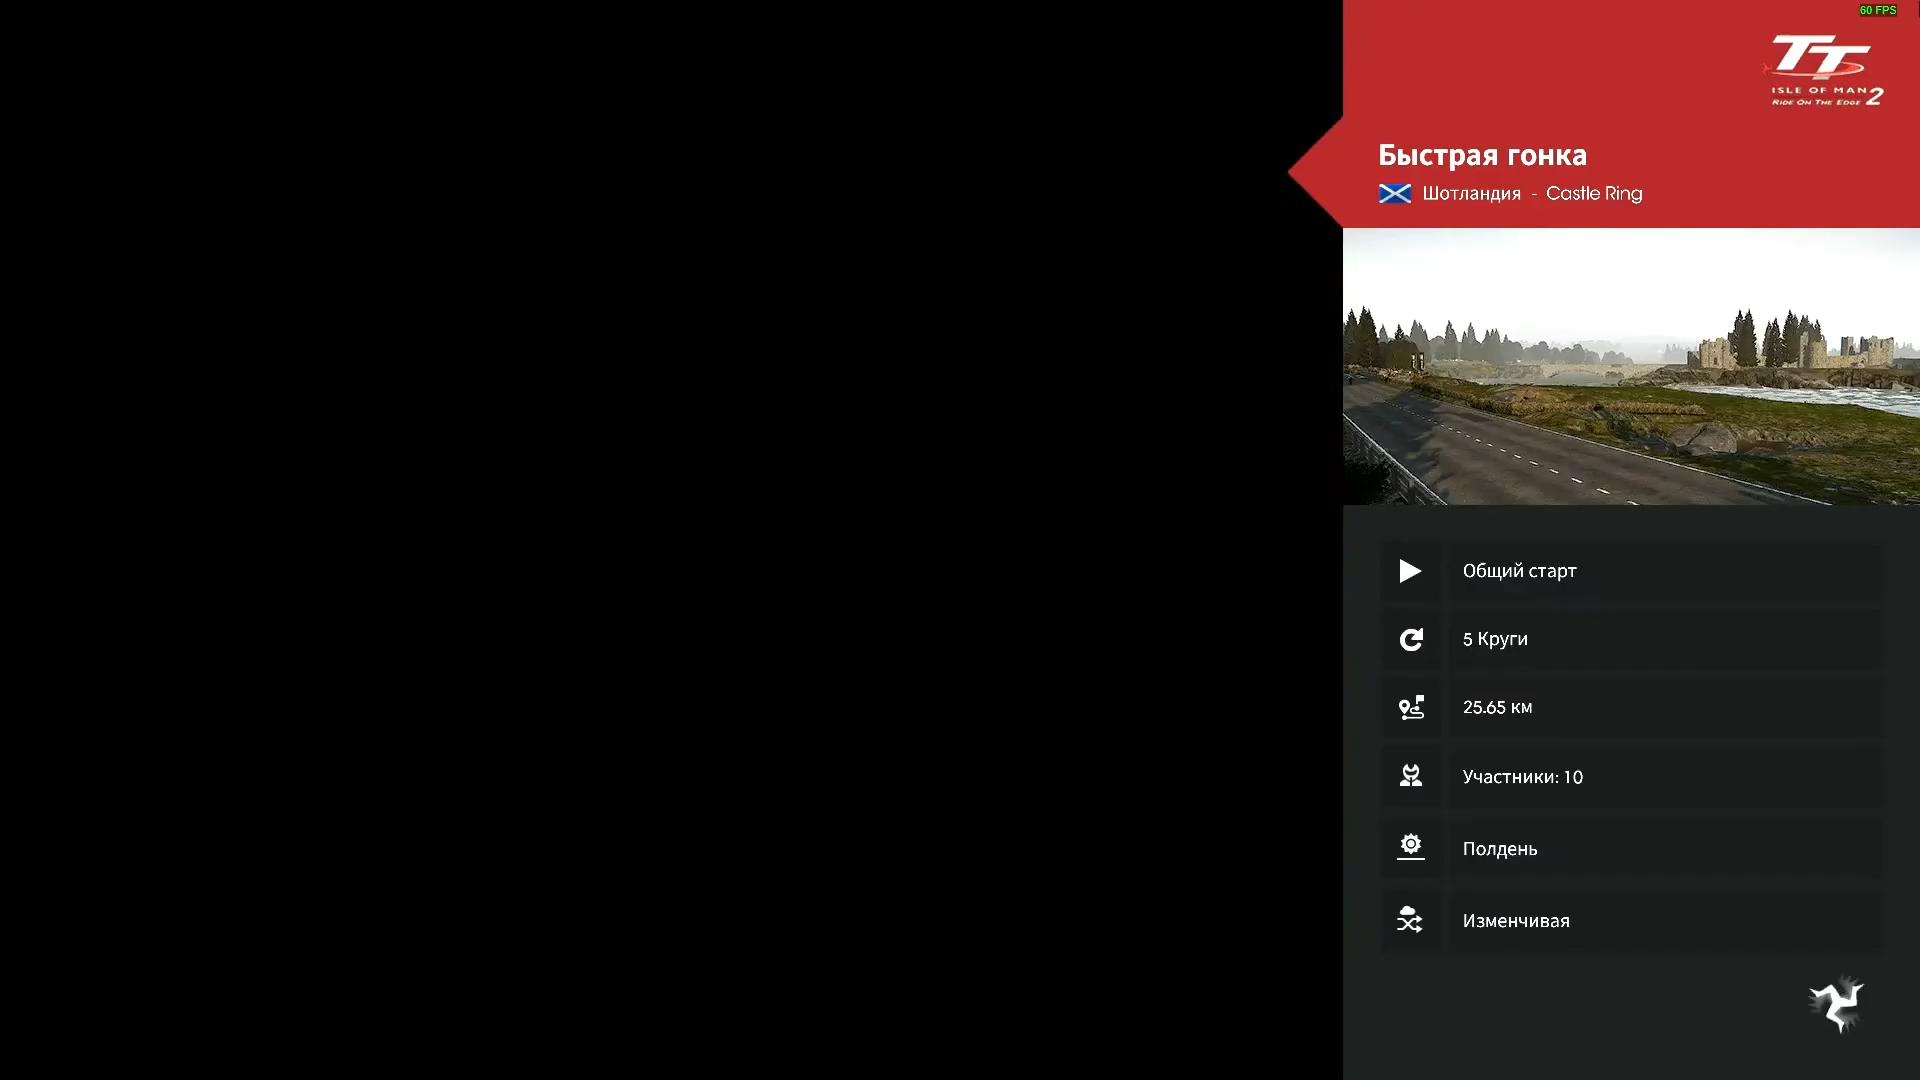 60 FPS
TT
ISLE OF MAN 2
RIDE ON THE EDGE
Быстрая гонка
Шотландия - Castle Ring
Общий старт
5 Круги
25.65 км
Участники: 10
Полдень
Изменчивая